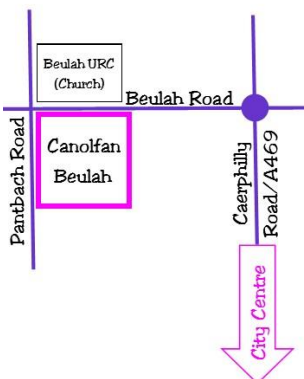 Beulah URC
(Church)
Beulah Road
Canolfan
Beulah
Pantbach Road
Caerphilly
Road/A469
City Centre